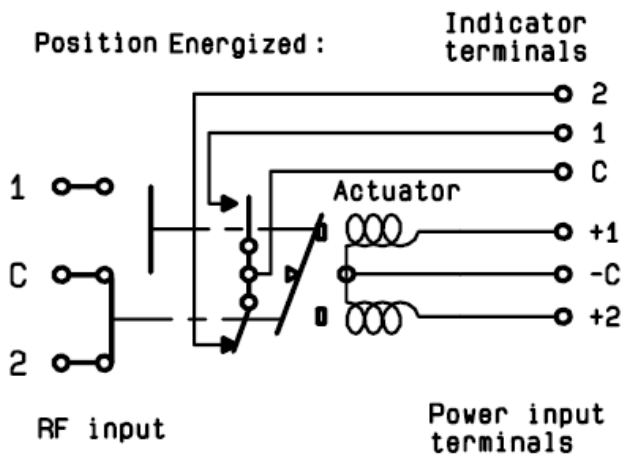 Position Energized :
Indicator
terminals
2
1
C
Actuator
1
C
2
+1
-C
+2
RF input
Power input
terminals